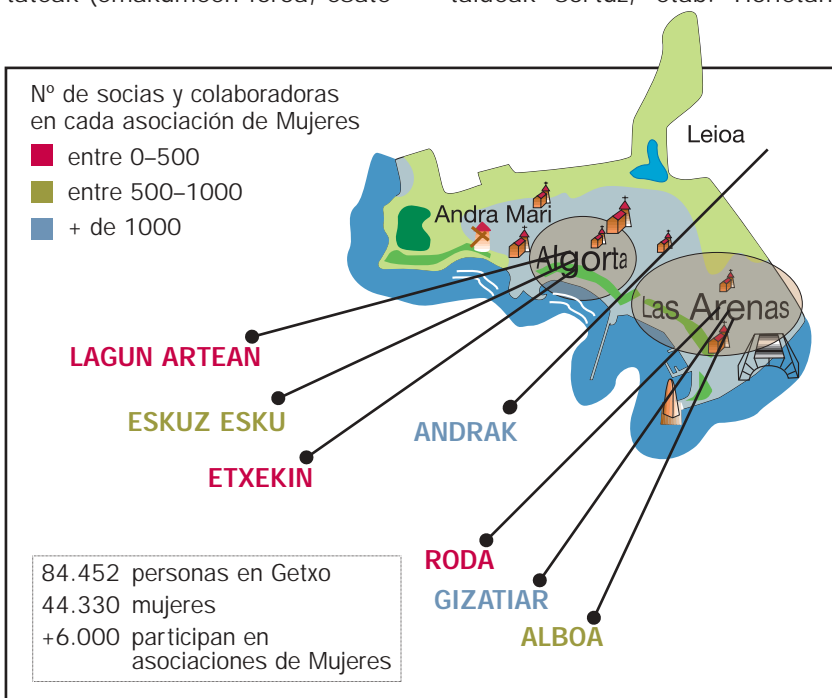 Nº de socias y colaboradoras
en cada asociación de Mujeres
entre 0–500
entre 500–1000
+ de 1000
Leioa
Andra Mari
Algorta
Las Arenas
LAGUN ARTEAN
ESKUZ ESKU
ANDRAK
ETXEKIN
RODA
GIZATIAR
ALBOA
84.452 personas en Getxo
44.330 mujeres
+6.000 participan en
asociaciones de Mujeres